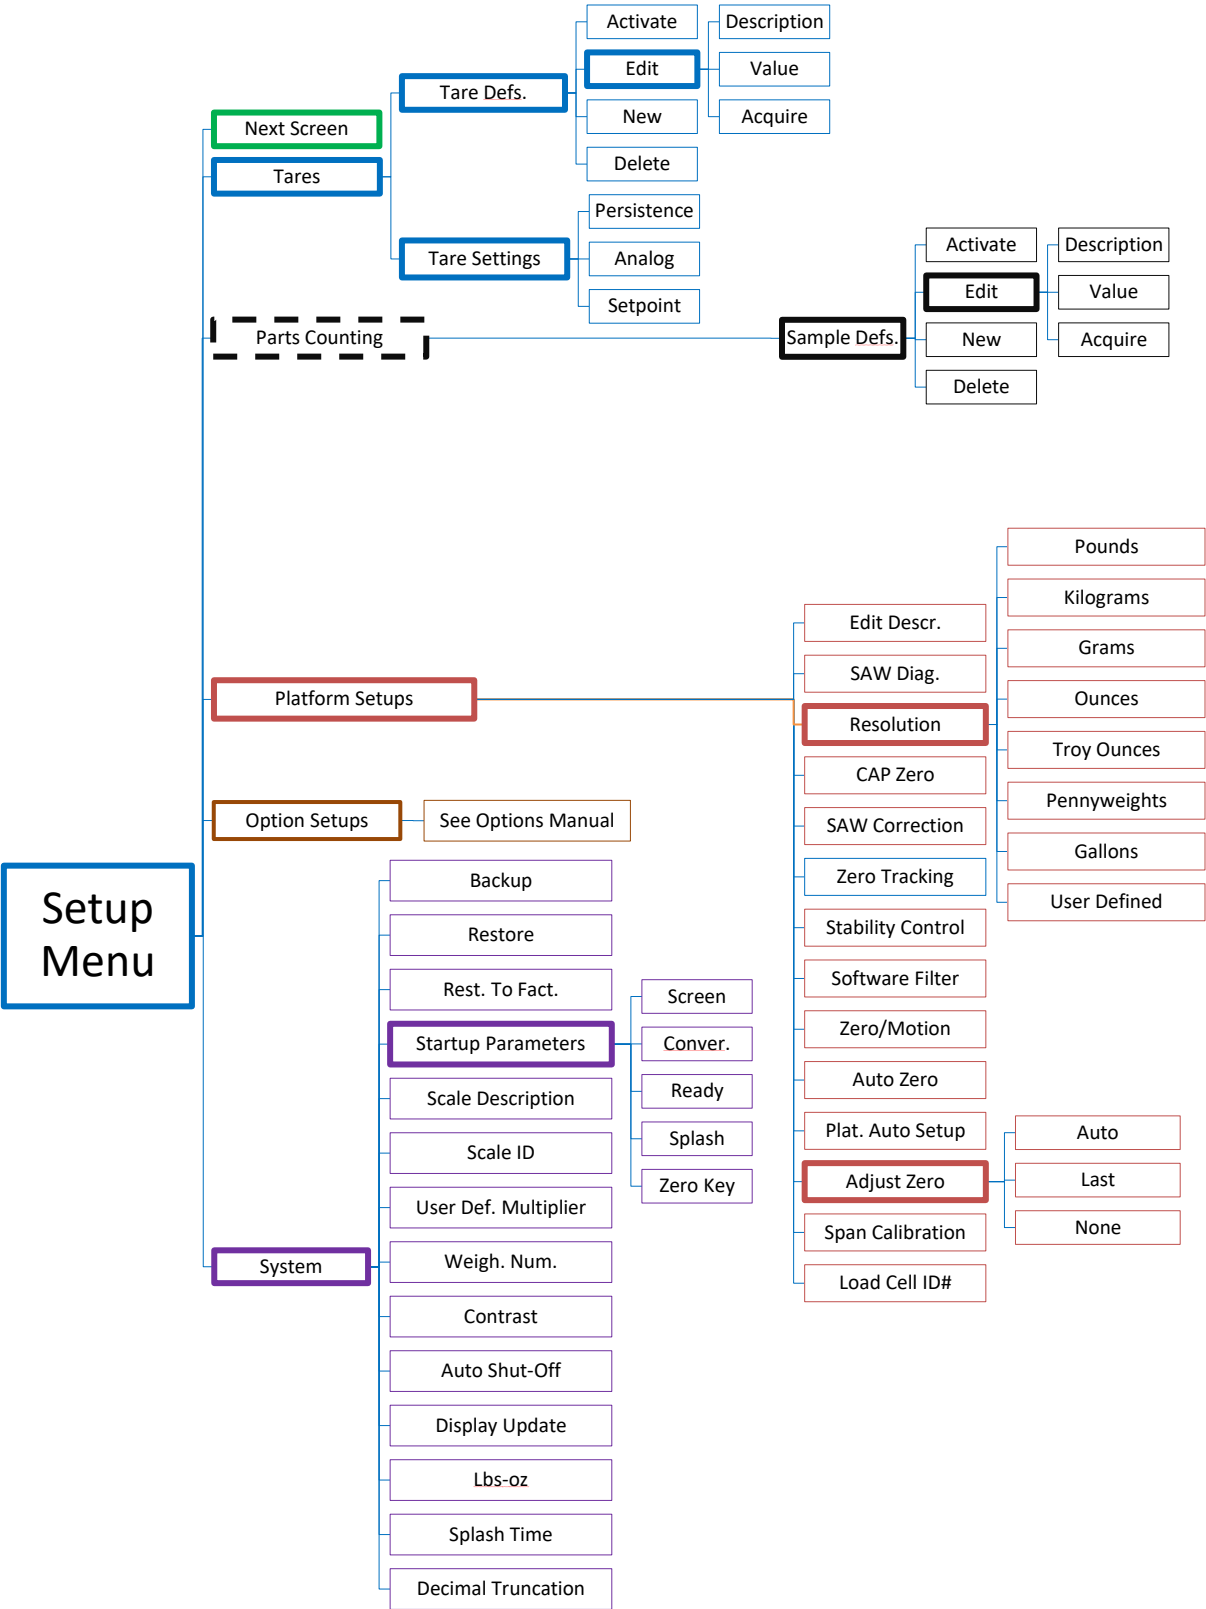 Setup
Menu
Next Screen
Tares
Tare Defs.
Activate
Edit
Description
Value
Acquire
New
Delete
Tare Settings
Persistence
Analog
Setpoint
Parts Counting
Sample Defs.
Activate
Edit
Description
Value
Acquire
New
Delete
Platform Setups
Edit Descr.
SAW Diag.
Resolution
Pounds
Kilograms
Grams
Ounces
Troy Ounces
Pennyweights
Gallons
User Defined
CAP Zero
SAW Correction
Zero Tracking
Stability Control
Software Filter
Zero/Motion
Auto Zero
Plat. Auto Setup
Adjust Zero
Auto
Last
None
Span Calibration
Load Cell ID#
Option Setups
See Options Manual
System
Backup
Restore
Rest. To Fact.
Startup Parameters
Screen
Conver.
Ready
Splash
Zero Key
Scale Description
Scale ID
User Def. Multiplier
Weigh. Num.
Contrast
Auto Shut-Off
Display Update
Lbs-oz
Splash Time
Decimal Truncation